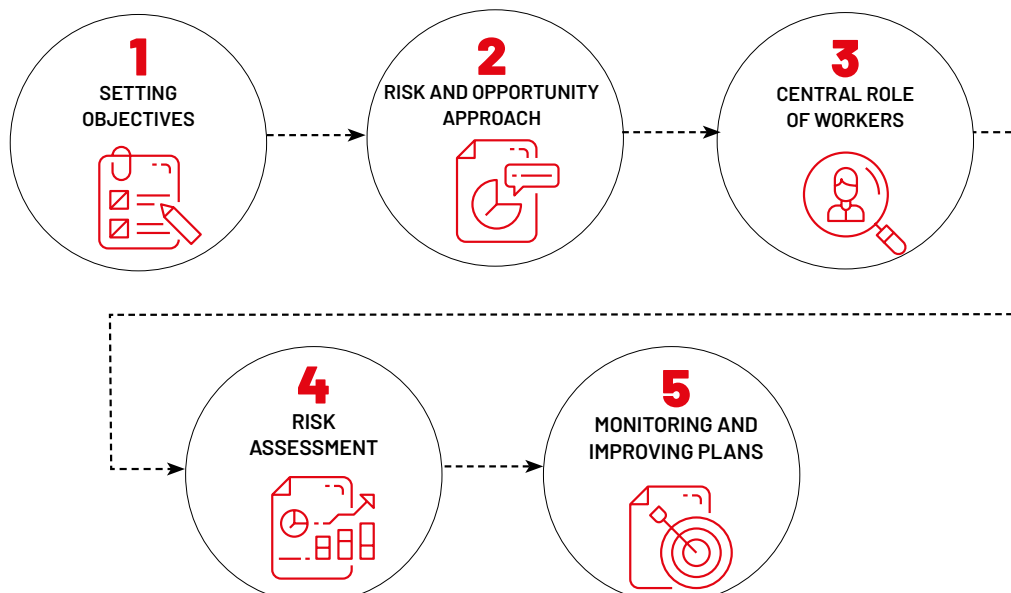 1
SETTING
OBJECTIVES
2
RISK AND OPPORTUNITY
APPROACH
3
CENTRAL ROLE
OF WORKERS
4
RISK
ASSESSMENT
5
MONITORING AND
IMPROVING PLANS